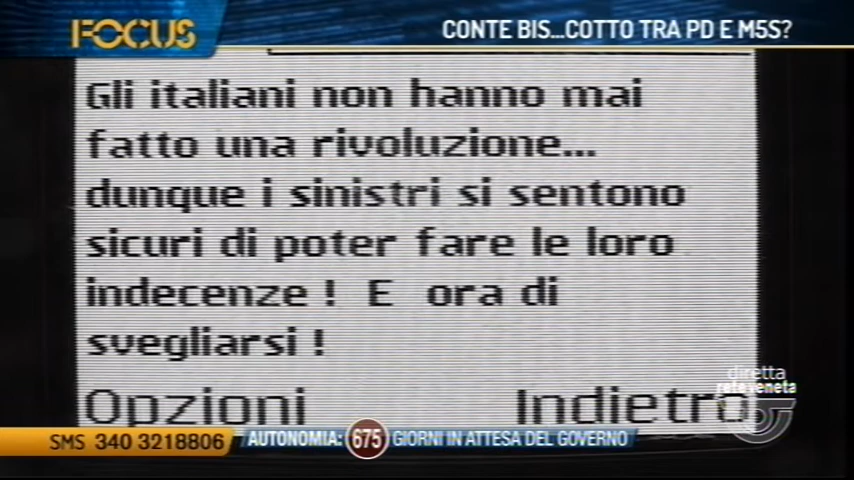 FOCUS
CONTE BIS...COTTO TRA PD E M5S?
Gli italiani non hanno mai
fatto una rivoluzione...
dunque i sinistri si sentono
sicuri di poter fare le loro
indecenze ! E ora di
svegliarsi !
Opzioni Indietro
diretta
reteveneta
SMS 340 3218806 AUTONOMIA: 675 GIORNI IN ATTESA DEL GOVERNO